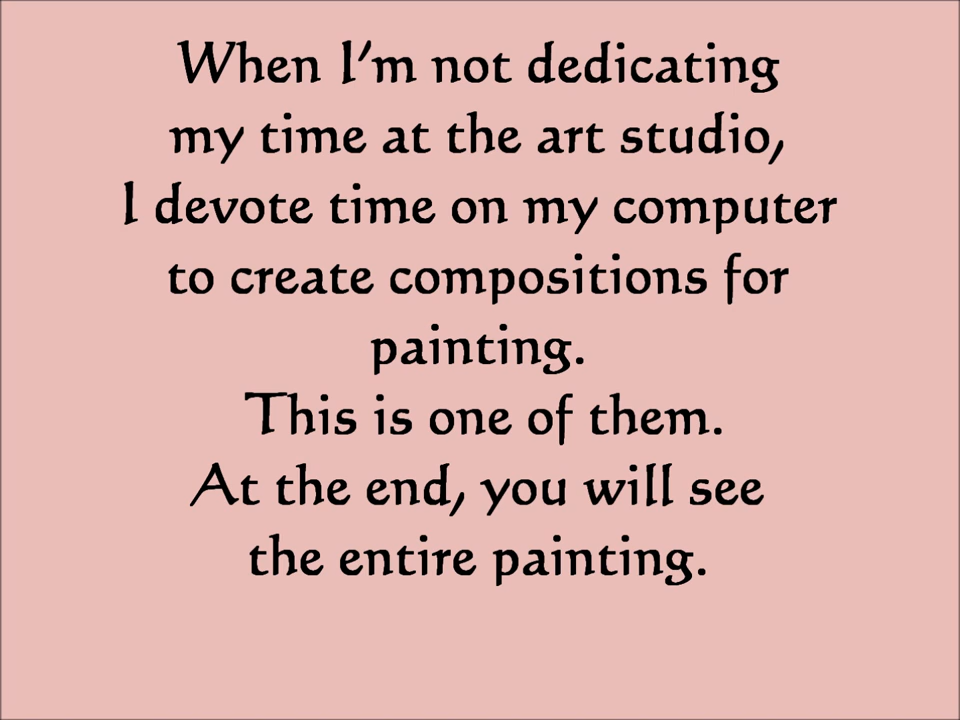 When I'm not dedicating
my time at the art studio,
I devote time on my computer
to create compositions for
painting.
This is one of them.
At the end, you will see
the entire painting.